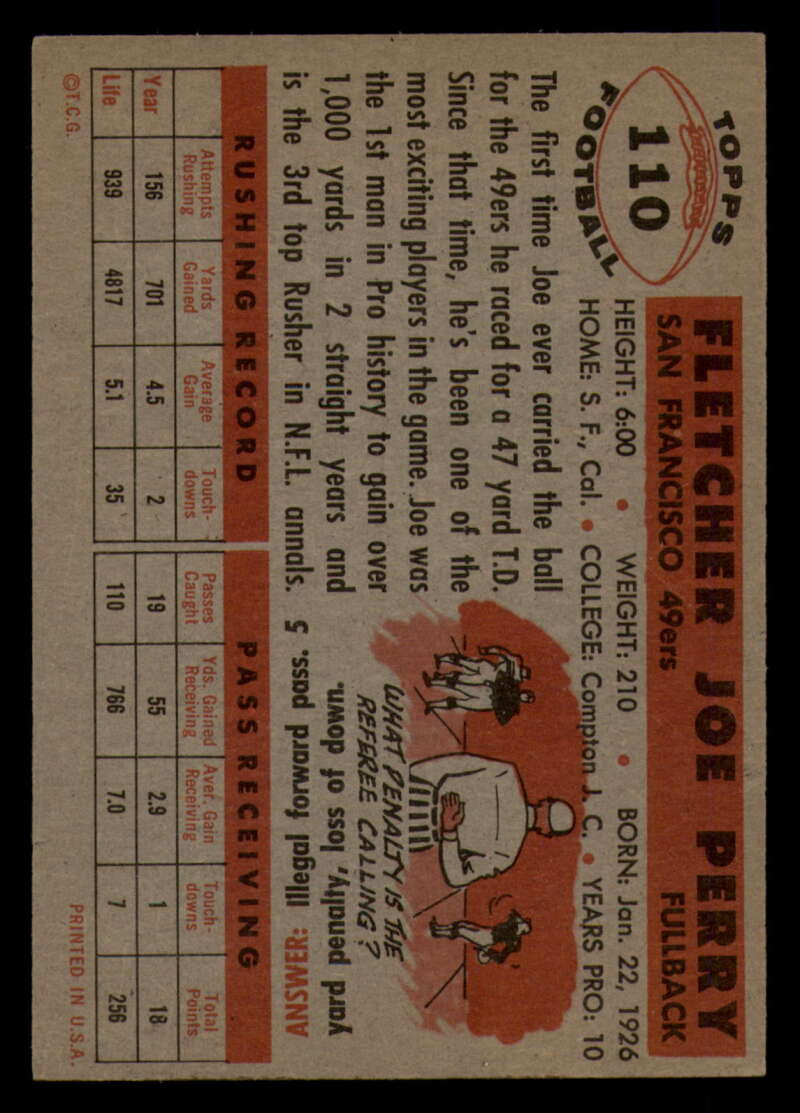 TOPPS
110
FOOTBALL
FLETCHER JOE PERRY
SAN FRANCISCO 49ers FULLBACK
HEIGHT: 6:00 • WEIGHT: 210 • BORN: Jan. 22, 1926
HOME: S. F., Cal. • COLLEGE: Compton J. C. • YEARS PRO: 10
The first time Joe ever carried the ball
for the 49ers he raced for a 47 yard T.D.
Since that time, he's been one of the
most exciting players in the game. Joe was
the 1st man in Pro history to gain over
1,000 yards in 2 straight years and
is the 3rd top Rusher in N.F.L. annals.
WHAT PENALTY IS THE
REFEREE CALLING?
ANSWER: Illegal forward pass. 5
yard penalty, loss of down.
RUSHING RECORD PASS RECEIVING
Attempts Rushing Yards Gained Average Gain Touch-downs Passes Caught Yds. Gained Receiving Aver. Gain Receiving Touch-downs Total Points
Year 156 701 4.5 2 19 55 2.9 1 18
Life 939 4817 5.1 35 110 766 7.0 7 256
©T.C.G. PRINTED IN U.S.A.